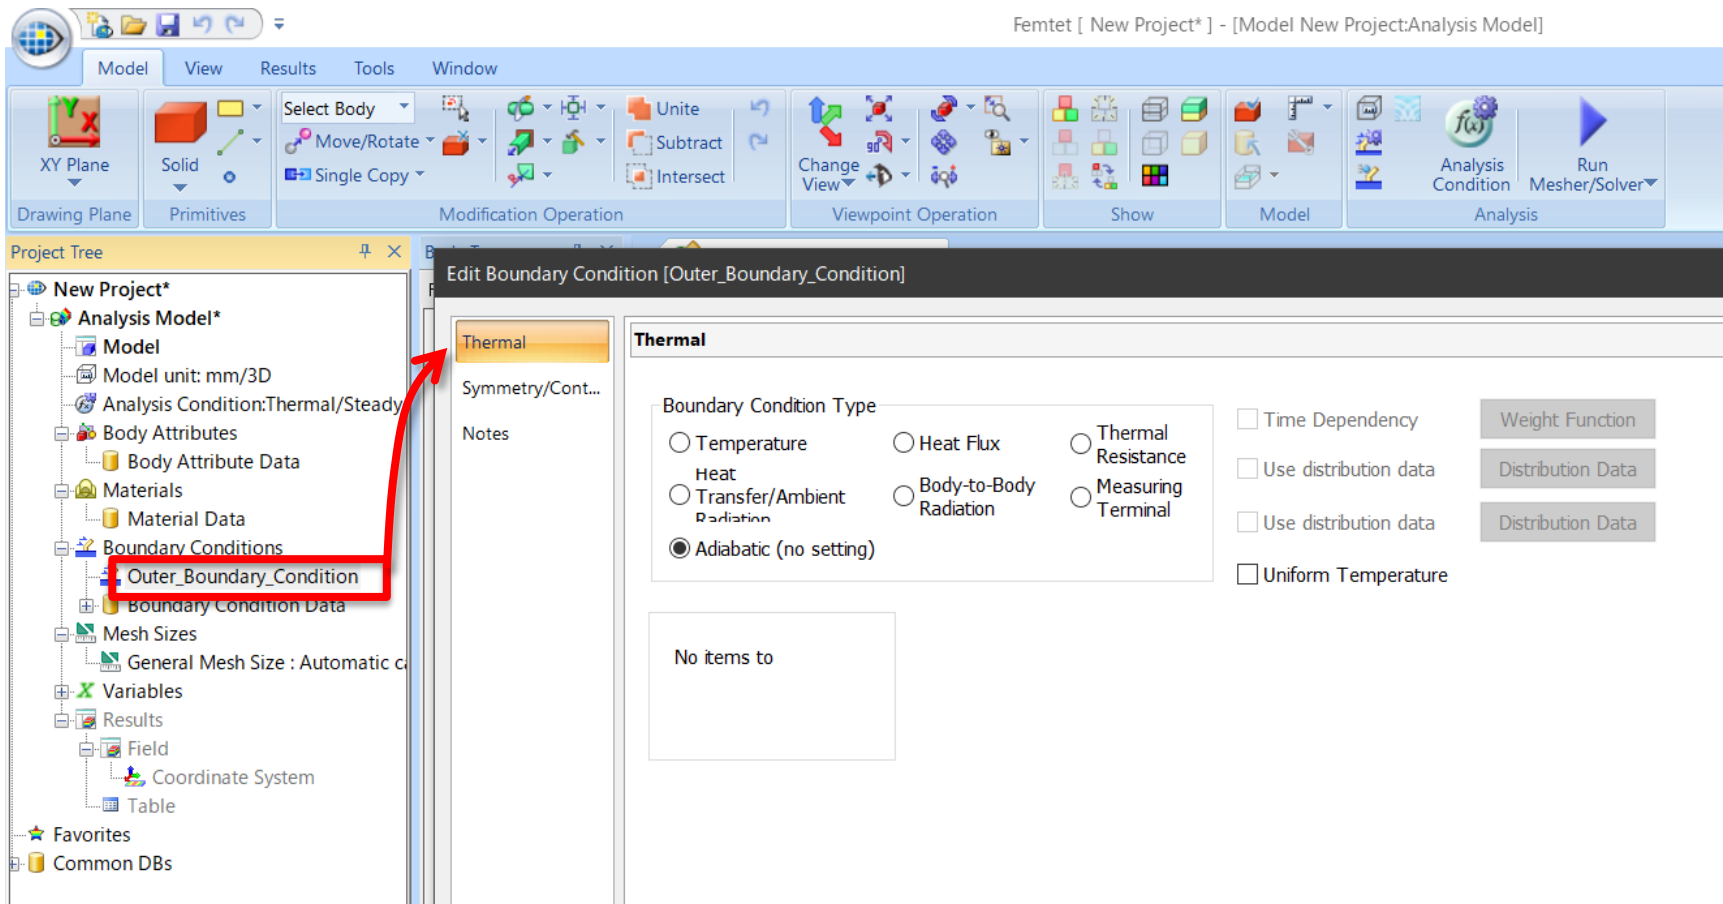 Femtet [ New Project* ] - [Model New Project:Analysis Model]
Model View Results Tools Window
XY Plane
Drawing Plane
Solid
Primitives
Select Body
Move/Rotate
Single Copy
Unite
Subtract
Intersect
Modification Operation
Change
View
Viewpoint Operation
Show
Model
f(x)
Analysis
Condition
Run
Mesher/Solver
Analysis
Project Tree
New Project*
Analysis Model*
Model
Model unit: mm/3D
Analysis Condition:Thermal/Steady
Body Attributes
Body Attribute Data
Materials
Material Data
Boundary Conditions
Outer_Boundary_Condition
Boundary Condition Data
Mesh Sizes
General Mesh Size : Automatic ca
Variables
Results
Field
Coordinate System
Table
Favorites
Common DBs
Edit Boundary Condition [Outer_Boundary_Condition]
Thermal
Symmetry/Cont...
Notes
Thermal
Boundary Condition Type
Temperature
Heat Flux
Thermal
Resistance
Heat
Transfer/Ambient
Radiation
Body-to-Body
Radiation
Measuring
Terminal
Adiabatic (no setting)
Time Dependency
Weight Function
Use distribution data
Distribution Data
Use distribution data
Distribution Data
Uniform Temperature
No items to